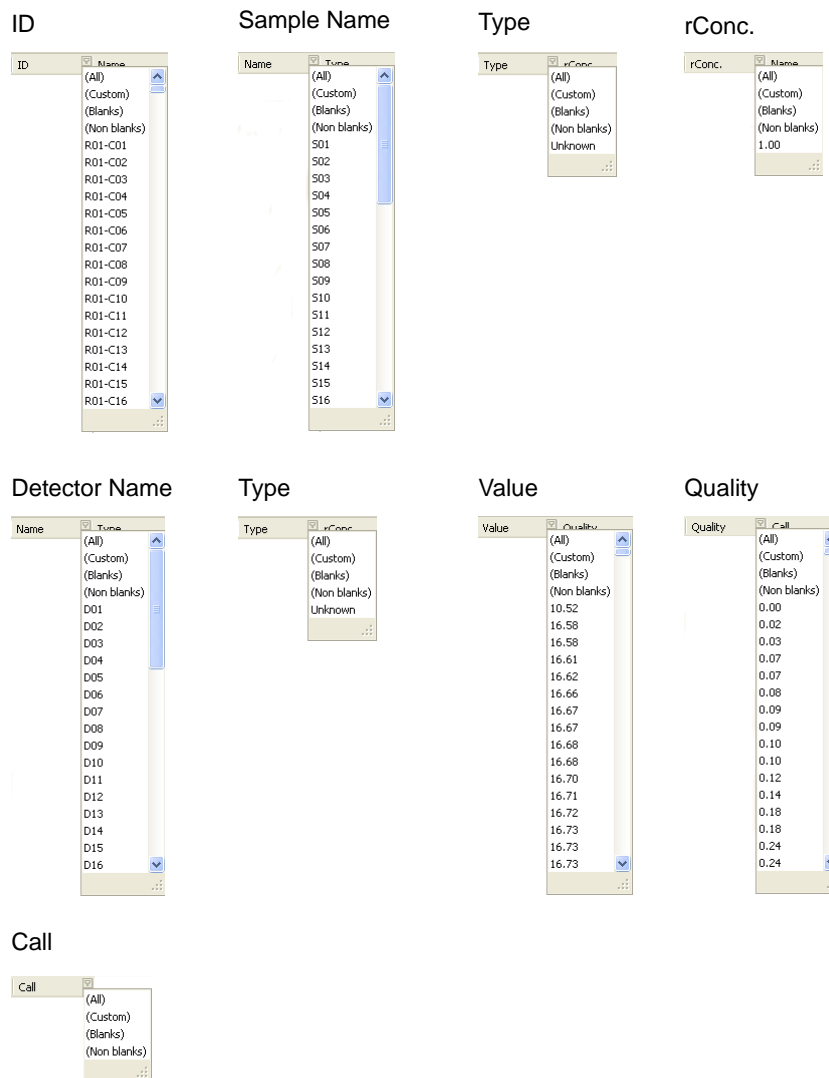 ID
ID Name
(All)
(Custom)
(Blanks)
(Non blanks)
R01-C01
R01-C02
R01-C03
R01-C04
R01-C05
R01-C06
R01-C07
R01-C08
R01-C09
R01-C10
R01-C11
R01-C12
R01-C13
R01-C14
R01-C15
R01-C16
Sample Name
Name Type
(All)
(Custom)
(Blanks)
(Non blanks)
S01
S02
S03
S04
S05
S06
S07
S08
S09
S10
S11
S12
S13
S14
S15
S16
Type
Type rConc
(All)
(Custom)
(Blanks)
(Non blanks)
Unknown
rConc.
rConc. Name
(All)
(Custom)
(Blanks)
(Non blanks)
1.00
Detector Name
Name Type
(All)
(Custom)
(Blanks)
(Non blanks)
D01
D02
D03
D04
D05
D06
D07
D08
D09
D10
D11
D12
D13
D14
D15
D16
Type
Type rConc
(All)
(Custom)
(Blanks)
(Non blanks)
Unknown
Value
Value Quality
(All)
(Custom)
(Blanks)
(Non blanks)
10.52
16.58
16.58
16.61
16.62
16.66
16.67
16.67
16.68
16.68
16.70
16.71
16.72
16.73
16.73
16.73
Quality
Quality Call
(All)
(Custom)
(Blanks)
(Non blanks)
0.00
0.02
0.03
0.07
0.07
0.08
0.09
0.09
0.10
0.10
0.12
0.14
0.18
0.18
0.24
0.24
Call
Call
(All)
(Custom)
(Blanks)
(Non blanks)